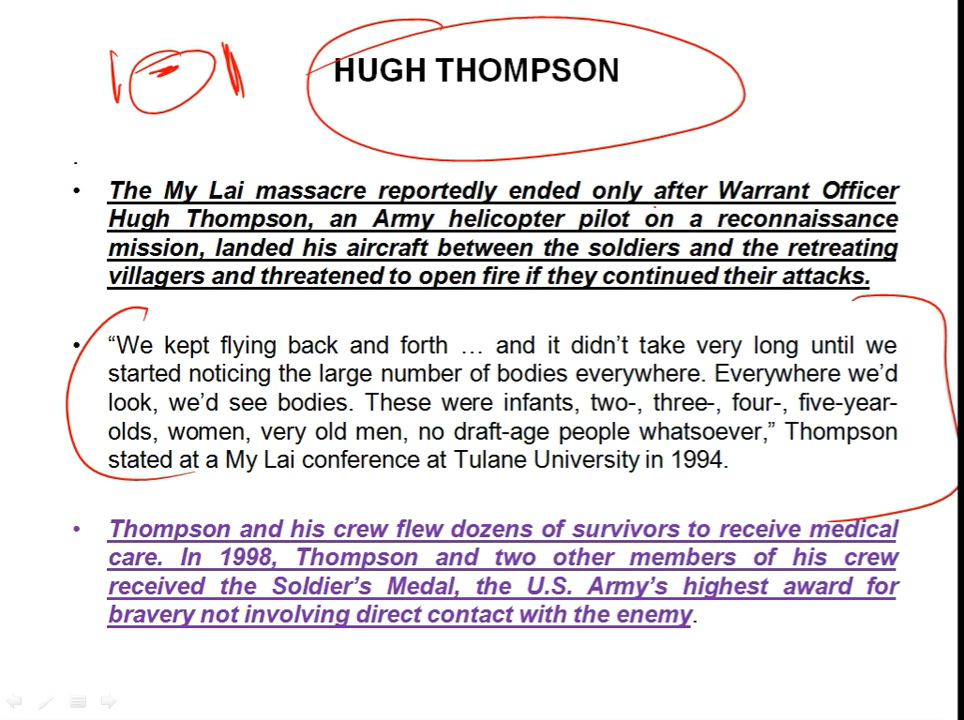 HUGH THOMPSON
.
• The My Lai massacre reportedly ended only after Warrant Officer
Hugh Thompson, an Army helicopter pilot on a reconnaissance
mission, landed his aircraft between the soldiers and the retreating
villagers and threatened to open fire if they continued their attacks.
• “We kept flying back and forth … and it didn’t take very long until we
started noticing the large number of bodies everywhere. Everywhere we’d
look, we’d see bodies. These were infants, two-, three-, four-, five-year-
olds, women, very old men, no draft-age people whatsoever,” Thompson
stated at a My Lai conference at Tulane University in 1994.
• Thompson and his crew flew dozens of survivors to receive medical
care. In 1998, Thompson and two other members of his crew
received the Soldier’s Medal, the U.S. Army’s highest award for
bravery not involving direct contact with the enemy.